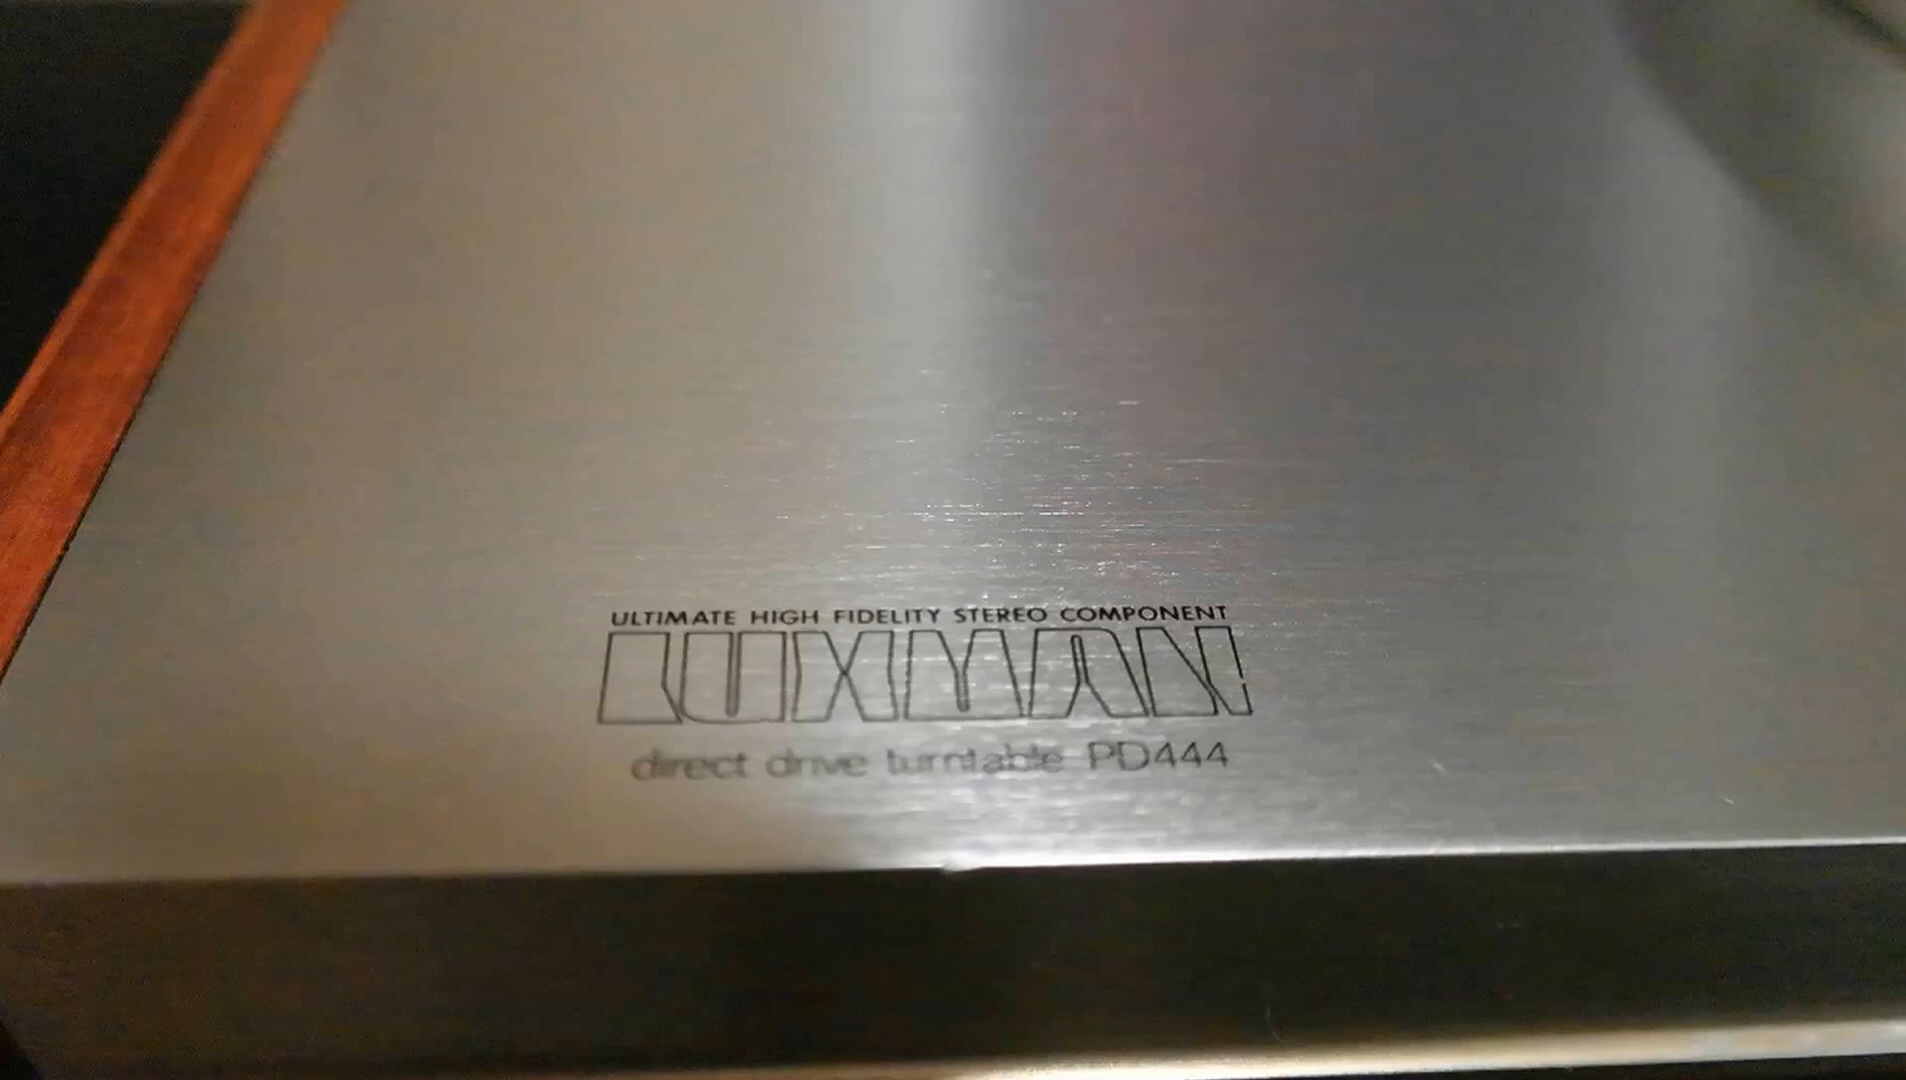 ULTIMATE HIGH FIDELITY STEREO COMPONENT
LUXMAN
direct drive turntable PD444